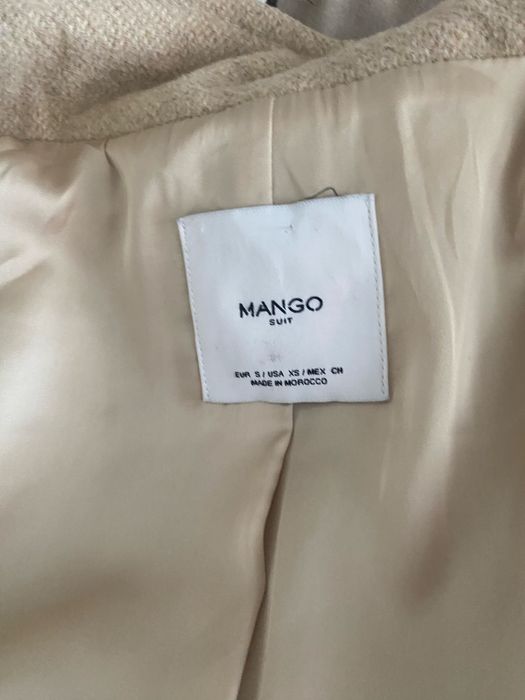 MANGO
SUIT
EUR S / USA XS / MEX CH
MADE IN MOROCCO